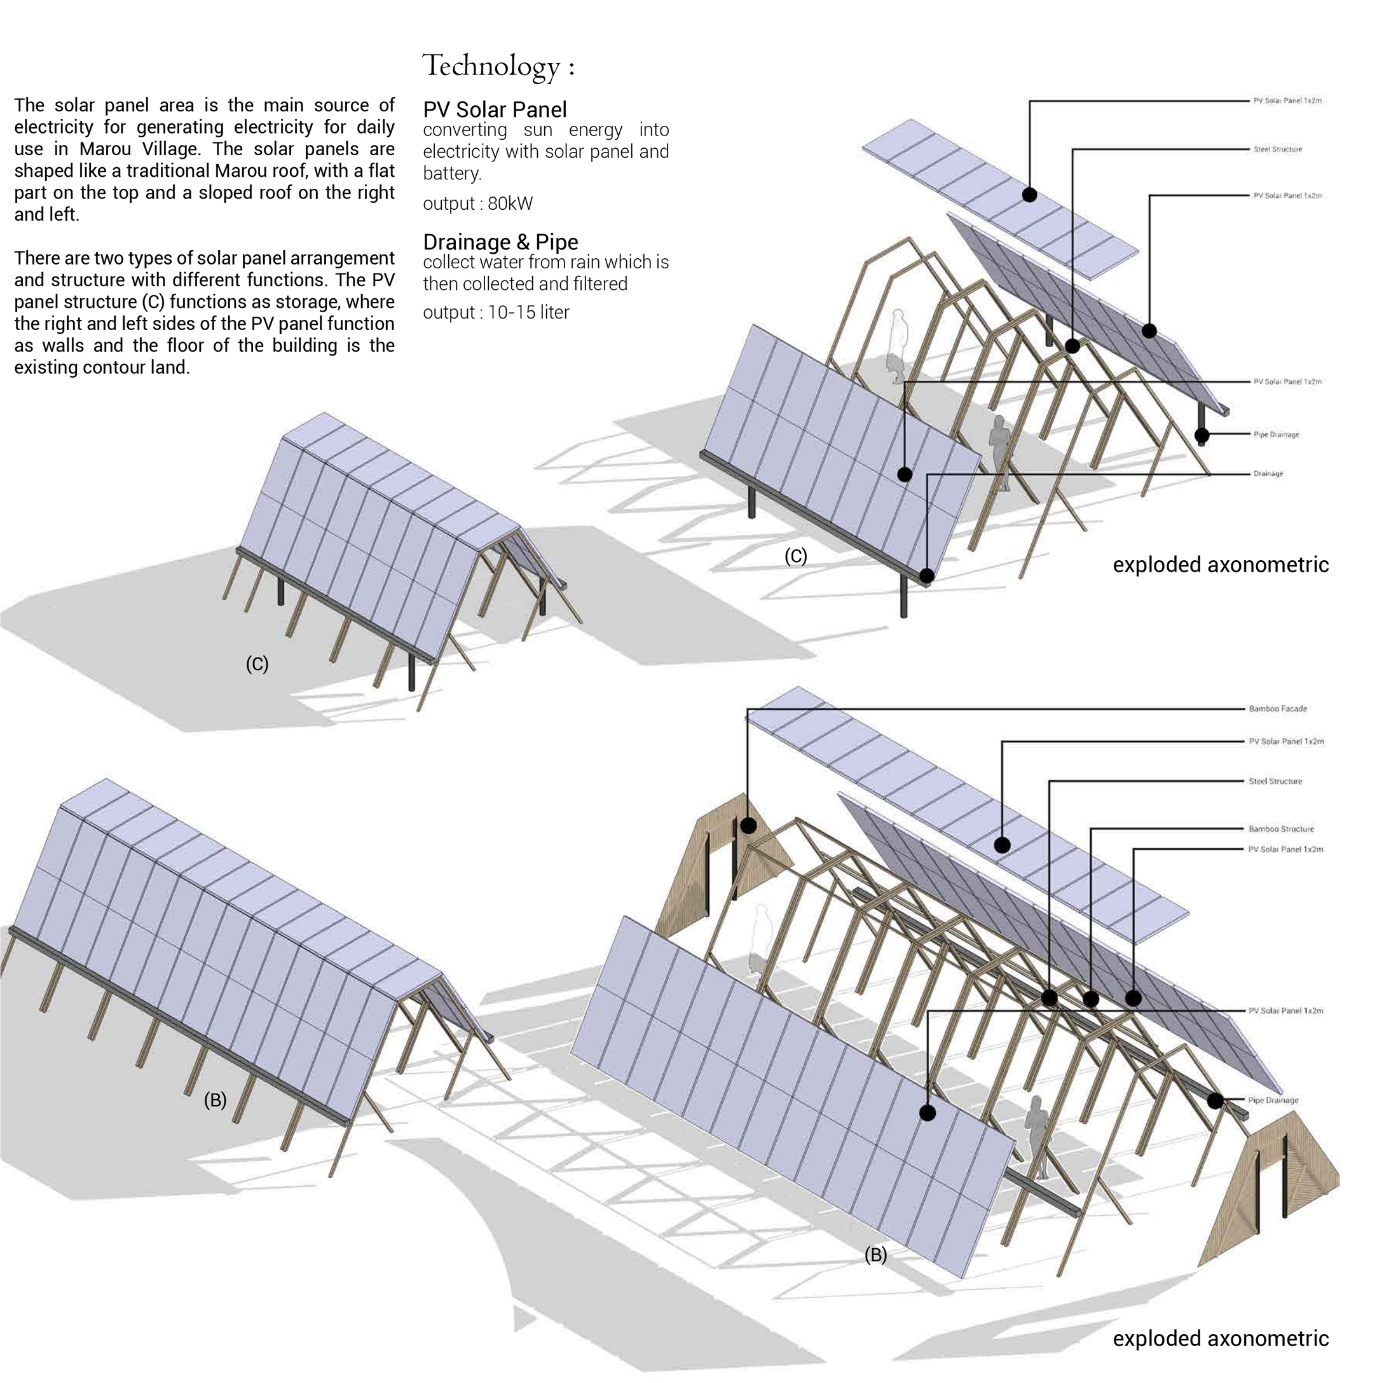 Technology :
The solar panel area is the main source of
electricity for generating electricity for daily
use in Marou Village. The solar panels are
shaped like a traditional Marou roof, with a flat
part on the top and a sloped roof on the right
and left.
There are two types of solar panel arrangement
and structure with different functions. The PV
panel structure (C) functions as storage, where
the right and left sides of the PV panel function
as walls and the floor of the building is the
existing contour land.
PV Solar Panel
converting sun energy into
electricity with solar panel and
battery.
output : 80kW
Drainage & Pipe
collect water from rain which is
then collected and filtered
output : 10-15 liter
PV Solar Panel 1x2m
Steel Structure
PV Solar Panel 1x2m
PV Solar Panel 1x2m
Pipe Drainage
Drainage
(C)
exploded axonometric
(C)
Bamboo Facade
PV Solar Panel 1x2m
Steel Structure
Bamboo Structure
PV Solar Panel 1x2m
PV Solar Panel 1x2m
Pipe Drainage
(B)
(B)
exploded axonometric